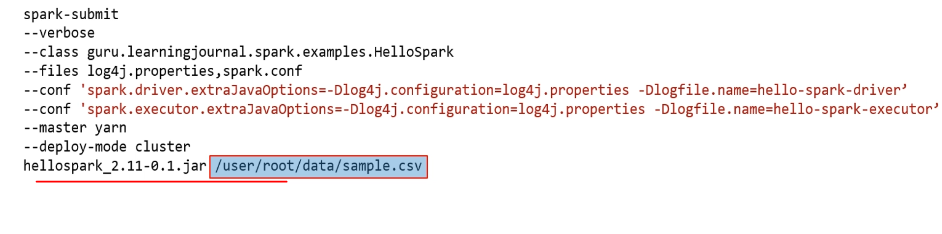 spark-submit
--verbose
--class guru.learningjournal.spark.examples.HelloSpark
--files log4j.properties,spark.conf
--conf 'spark.driver.extraJavaOptions=-Dlog4j.configuration=log4j.properties -Dlogfile.name=hello-spark-driver’
--conf 'spark.executor.extraJavaOptions=-Dlog4j.configuration=log4j.properties -Dlogfile.name=hello-spark-executor’
--master yarn
--deploy-mode cluster
hellospark_2.11-0.1.jar /user/root/data/sample.csv